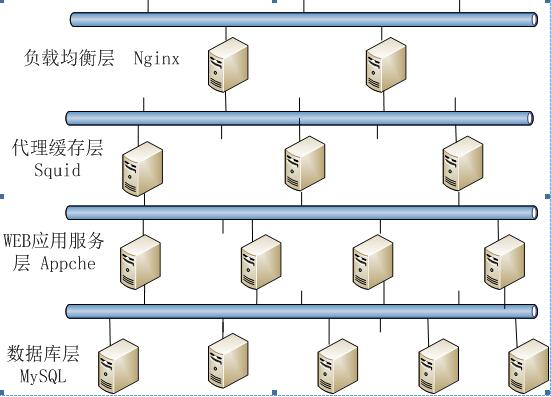 负载均衡层 Nginx
代理缓存层
Squid
WEB应用服务
层 Appche
数据库层
MySQL